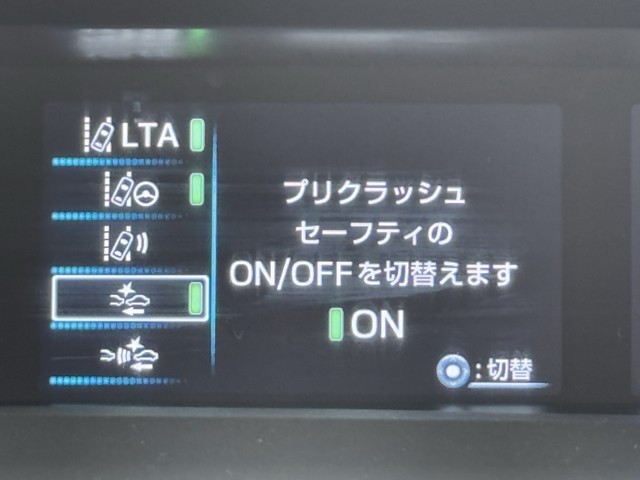 LTA
プリクラッシュ
セーフティの
ON/OFFを切替えます
ON
:切替